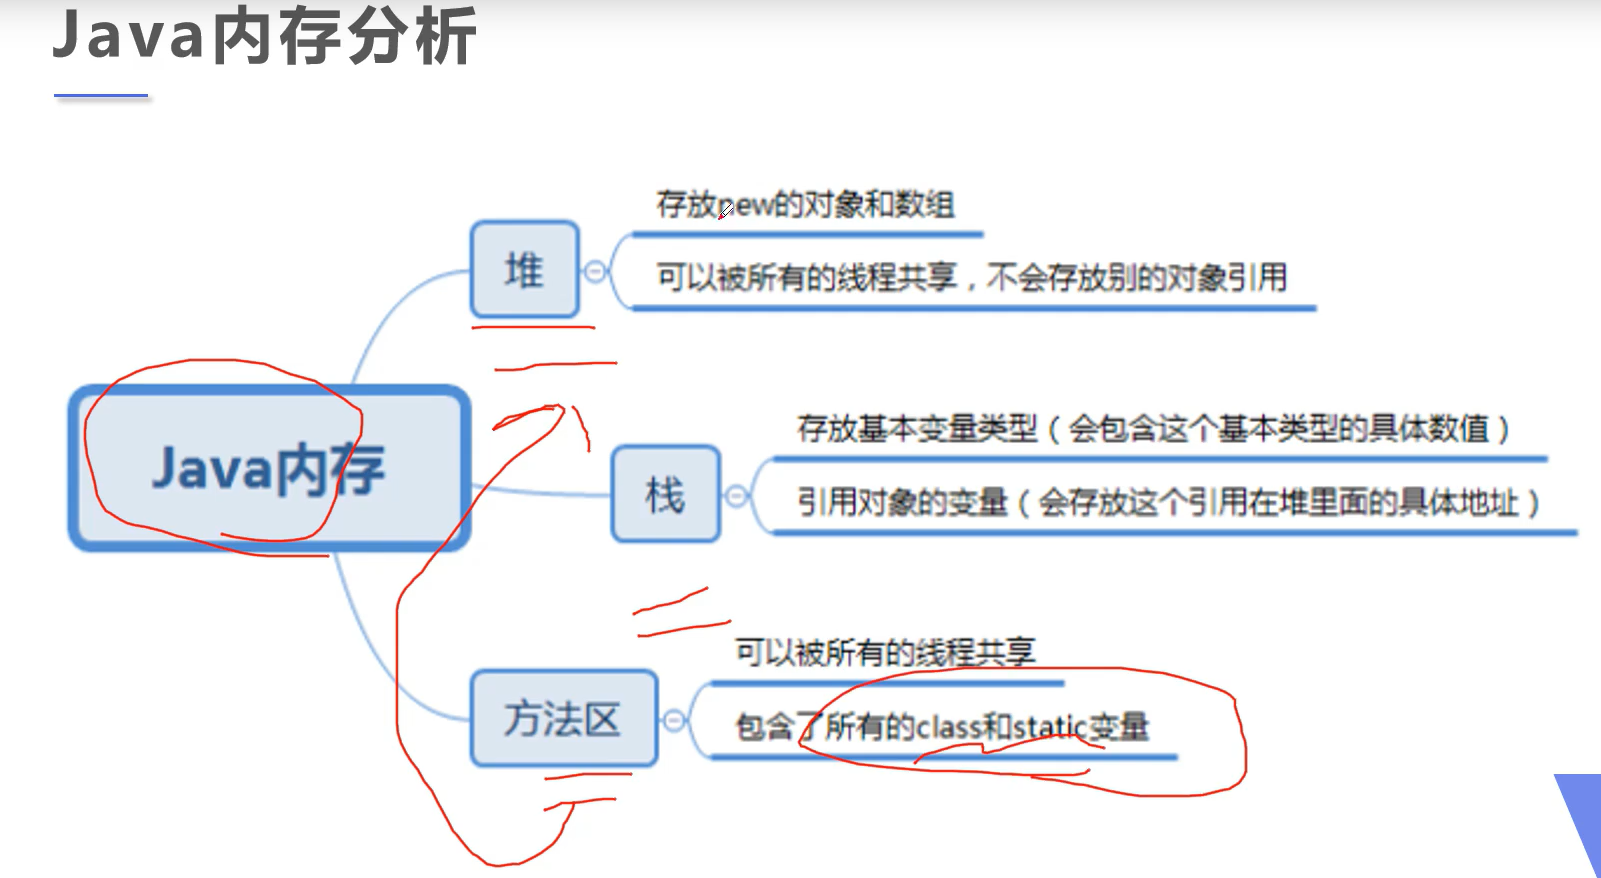 Java内存分析
存放new的对象和数组
堆
可以被所有的线程共享，不会存放别的对象引用
存放基本变量类型（会包含这个基本类型的具体数值）
Java内存
栈
引用对象的变量（会存放这个引用在堆里面的具体地址）
可以被所有的线程共享
方法区
包含了所有的class和static变量